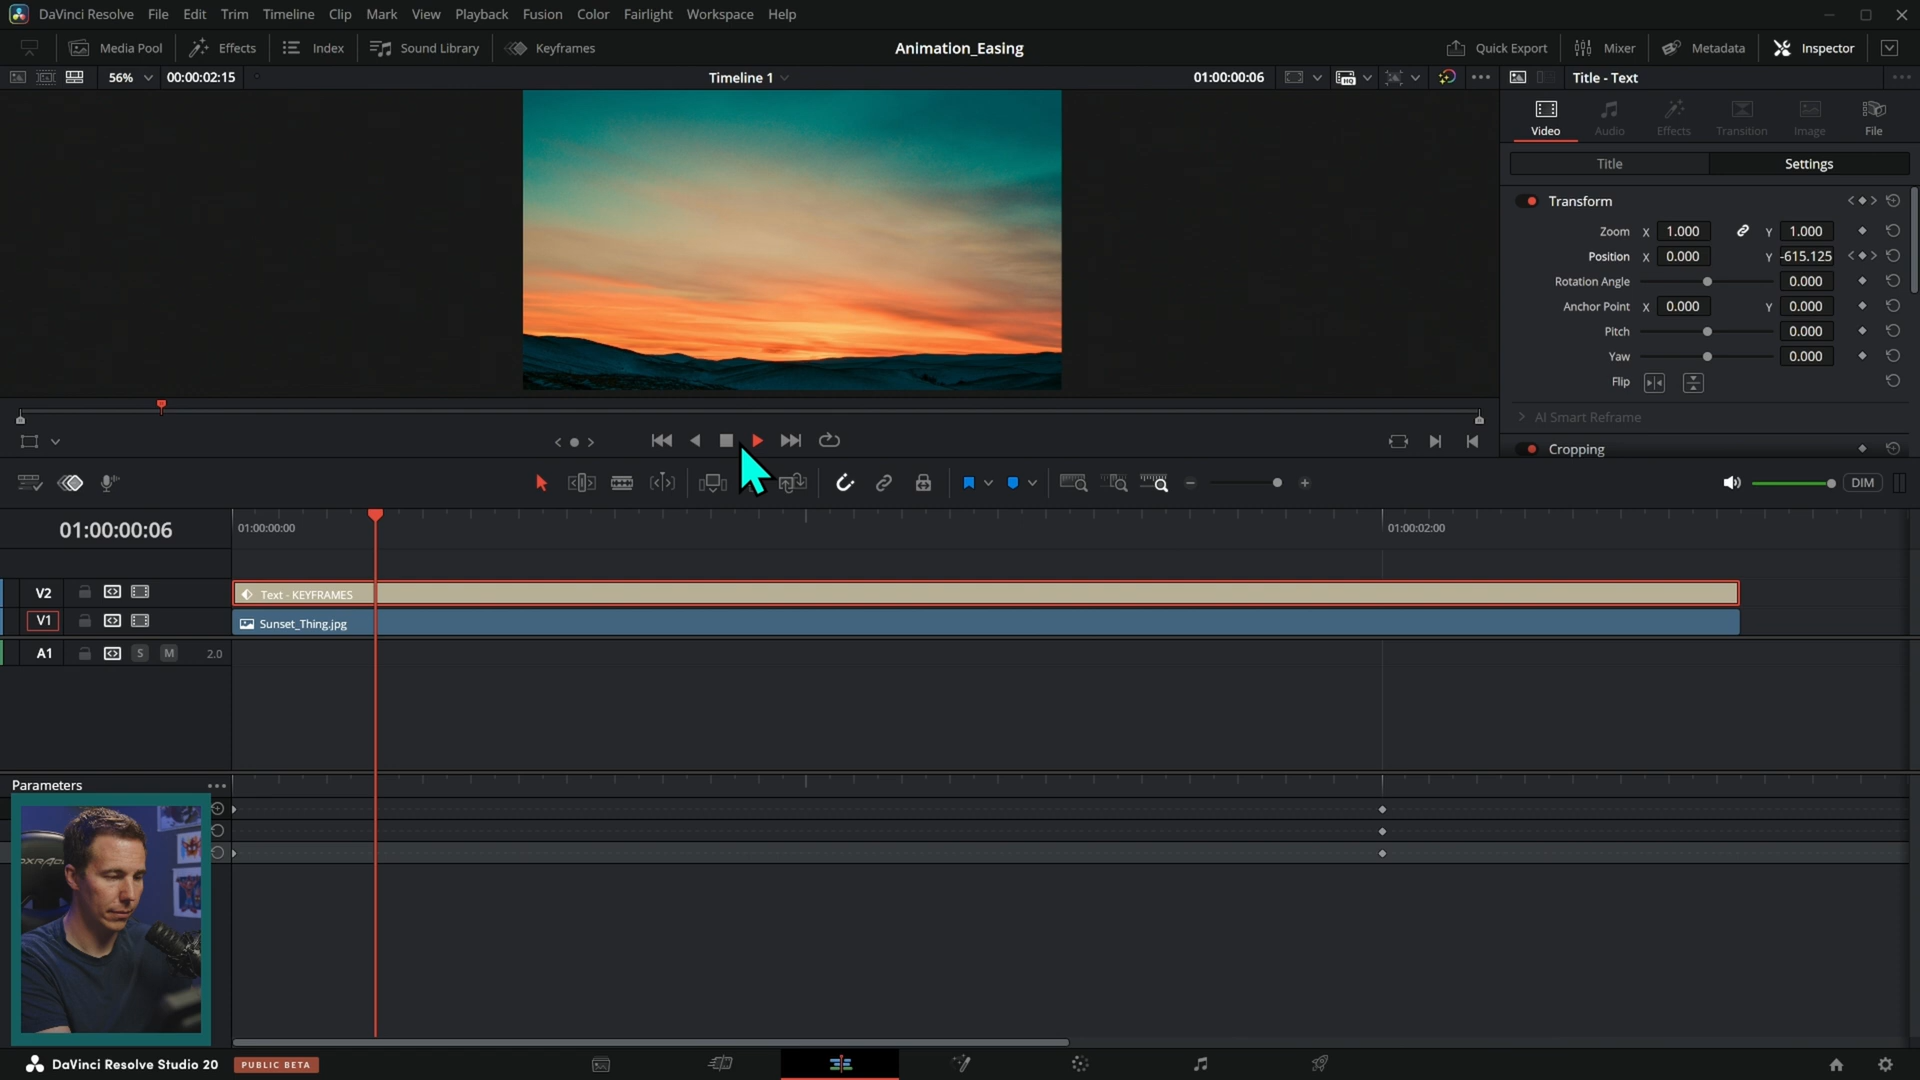 DaVinci Resolve File Edit Trim Timeline Clip Mark View Playback Fusion Color Fairlight Workspace Help
Media Pool Effects Index Sound Library Keyframes Animation_Easing Quick Export Mixer Metadata Inspector
56% 00:00:02:15 Timeline 1 01:00:00:06 Title - Text
Video Audio Effects Transition Image File
Title Settings
Transform
Zoom X 1.000 Y 1.000
Position X 0.000 Y -615.125
Rotation Angle 0.000
Anchor Point X 0.000 Y 0.000
Pitch 0.000
Yaw 0.000
Flip
AI Smart Reframe
Cropping
DIM
01:00:00:06 01:00:00:00 01:00:02:00
V2 Text - KEYFRAMES
V1 Sunset_Thing.jpg
A1 S M 2.0
Parameters
DaVinci Resolve Studio 20 PUBLIC BETA